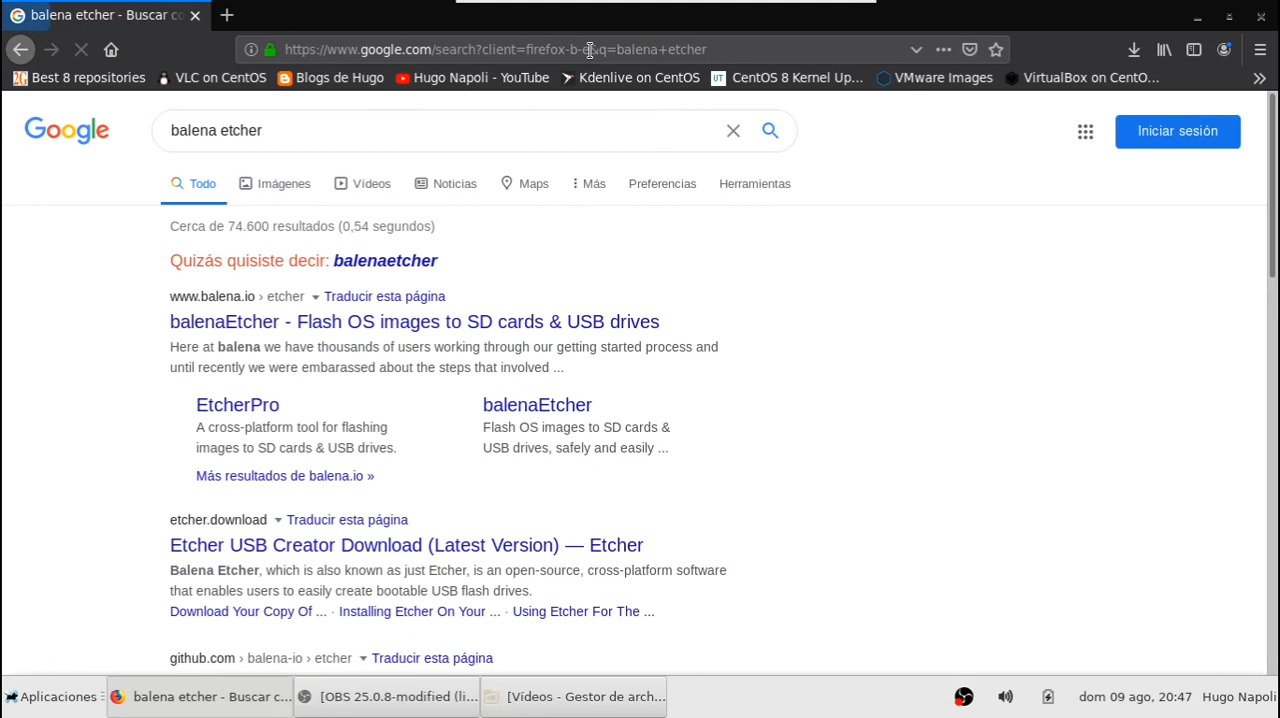 balena etcher - Buscar co
https://www.google.com/search?client=firefox-b-e&q=balena+etcher
Best 8 repositories
VLC on CentOS
Blogs de Hugo
Hugo Napoli - YouTube
Kdenlive on CentOS
CentOS 8 Kernel Up...
VMware Images
VirtualBox on CentO...
Google
balena etcher
Iniciar sesión
Todo
Imágenes
Vídeos
Noticias
Maps
Más
Preferencias
Herramientas
Cerca de 74.600 resultados (0,54 segundos)
Quizás quisiste decir: balenaetcher
www.balena.io › etcher Traducir esta página
balenaEtcher - Flash OS images to SD cards & USB drives
Here at balena we have thousands of users working through our getting started process and
until recently we were embarassed about the steps that involved ...
EtcherPro
A cross-platform tool for flashing
images to SD cards & USB drives.
balenaEtcher
Flash OS images to SD cards &
USB drives, safely and easily ...
Más resultados de balena.io »
etcher.download Traducir esta página
Etcher USB Creator Download (Latest Version) — Etcher
Balena Etcher, which is also known as just Etcher, is an open-source, cross-platform software
that enables users to easily create bootable USB flash drives.
Download Your Copy Of ... · Installing Etcher On Your ... · Using Etcher For The ...
github.com › balena-io › etcher Traducir esta página
Aplicaciones
balena etcher - Buscar c...
[OBS 25.0.8-modified (li...
[Vídeos - Gestor de arch...
dom 09 ago, 20:47
Hugo Napoli